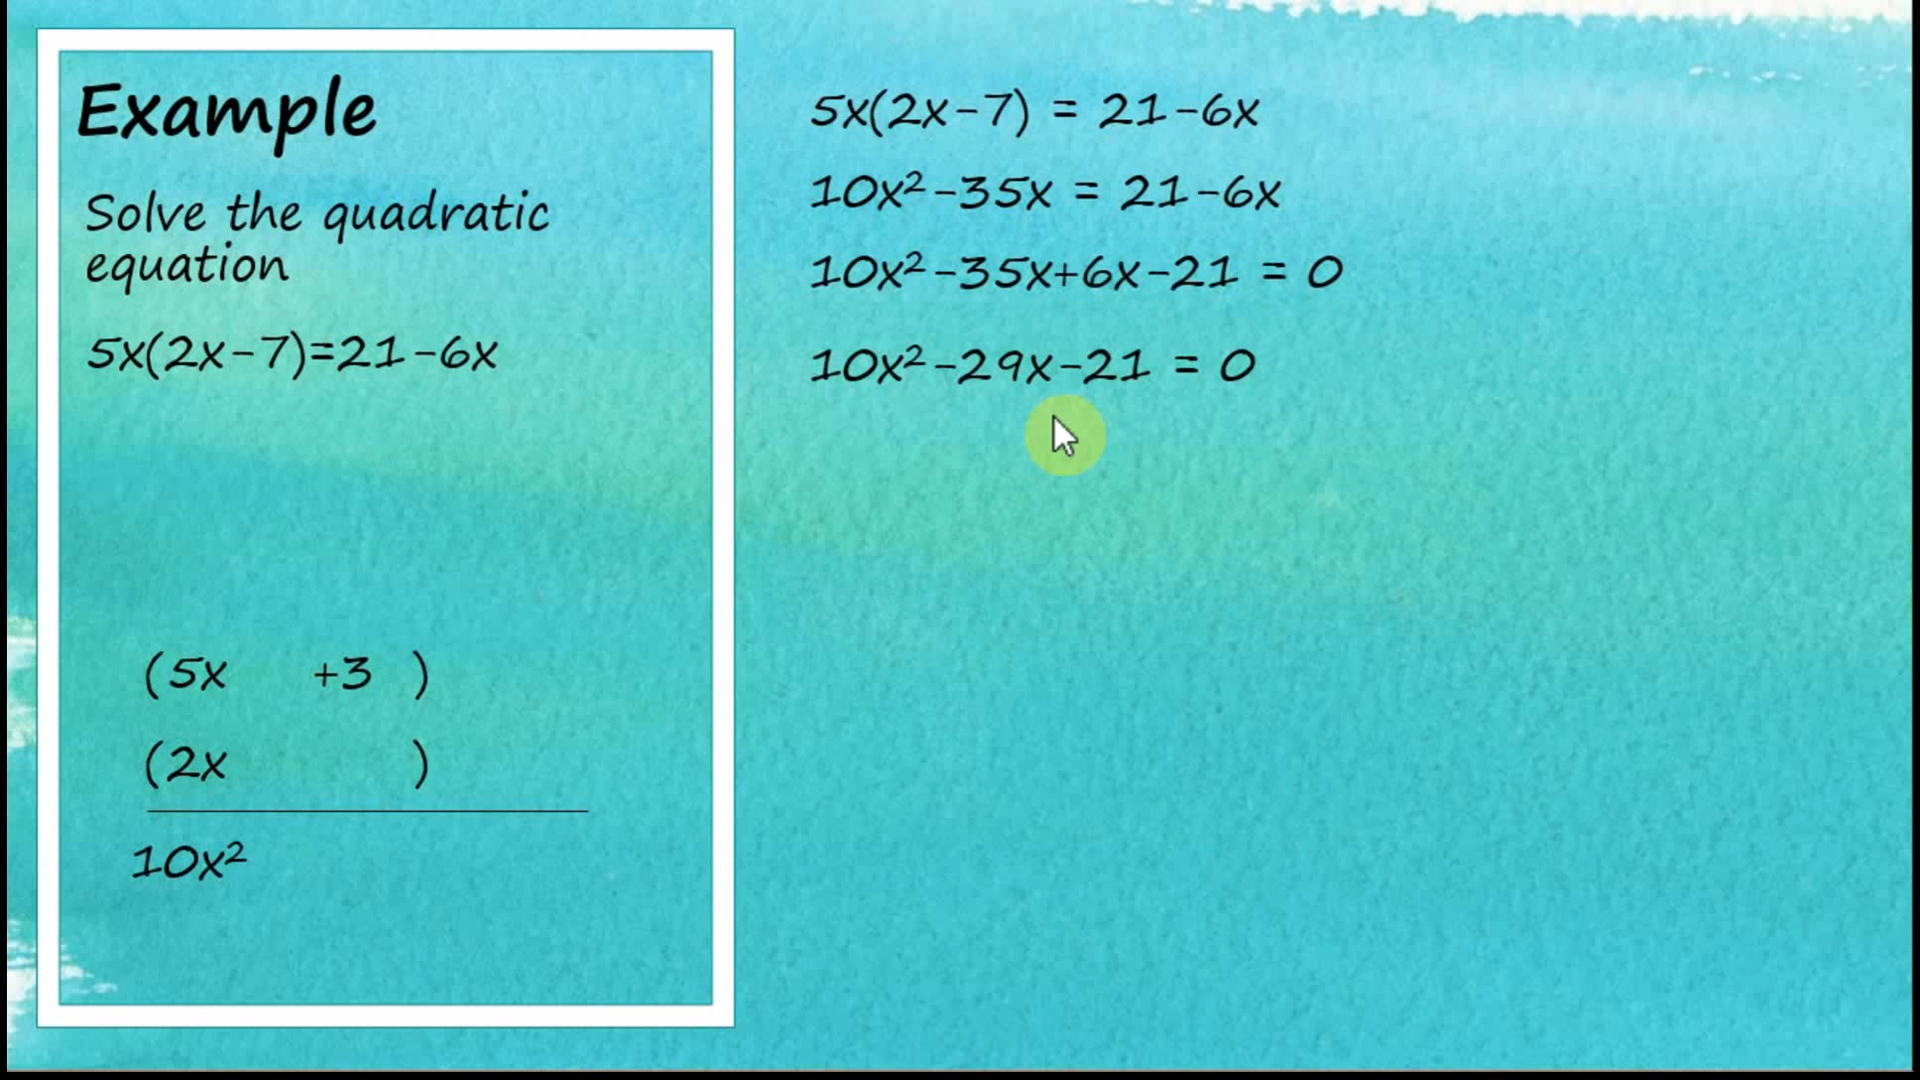 Example
Solve the quadratic
equation
5x(2x-7)=21-6x
(5x +3 )
(2x )
10x²
5x(2x-7) = 21-6x
10x²-35x = 21-6x
10x²-35x+6x-21 = 0
10x²-29x-21 = 0